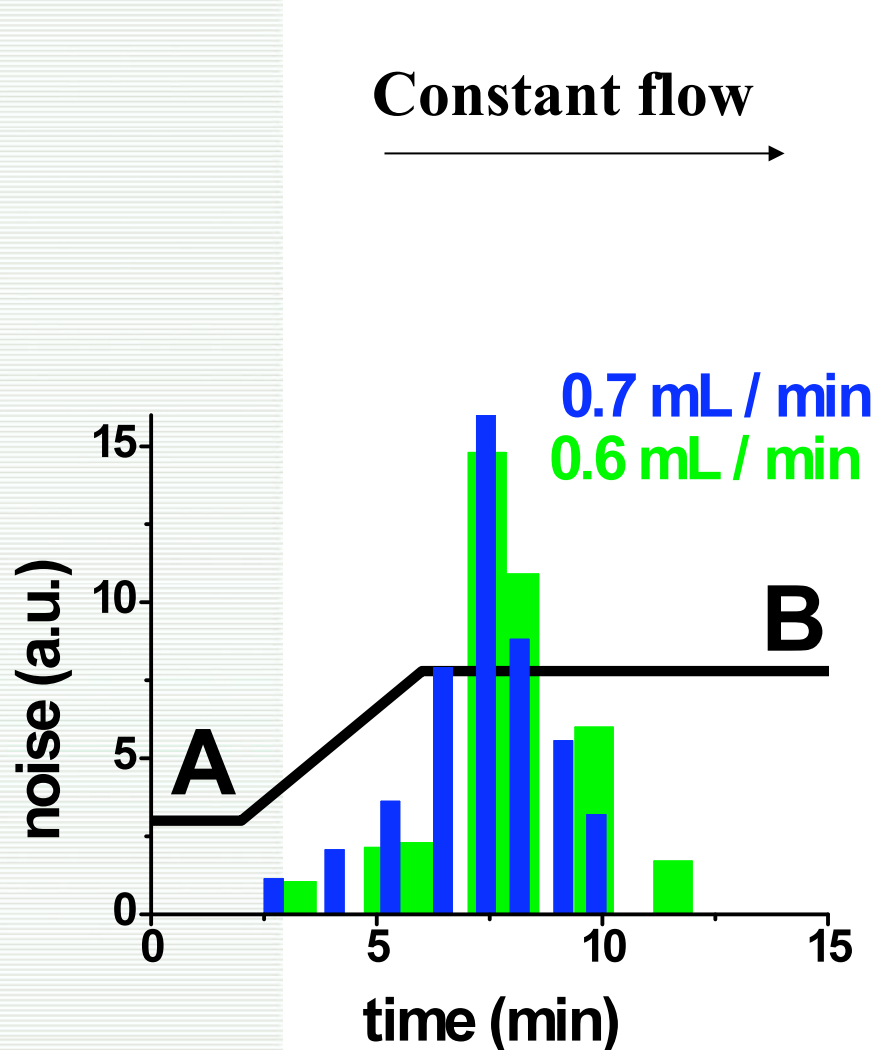 Constant flow
0.7 mL / min
0.6 mL / min
15
10
5
0
noise (a.u.)
A
B
0
5
10
15
time (min)